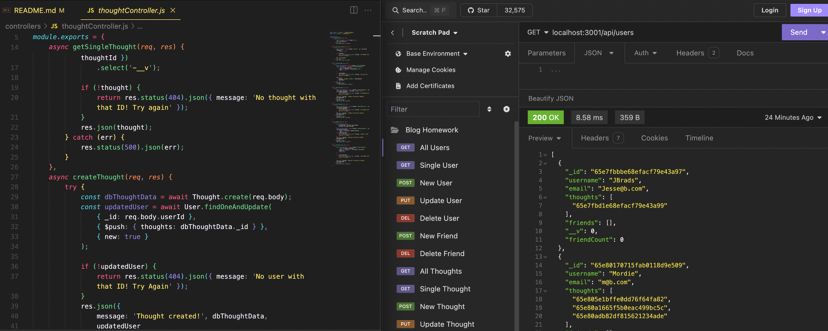 README.md M
JS thoughtController.js ×
controllers > JS thoughtController.js > ...
5 module.exports = {
14 async getSingleThought(req, res) {
thoughtId })
17 .select('-__v');
18
19 if (!thought) {
20 return res.status(404).json({ message: 'No thought with
that ID! Try again' });
21 }
22 res.json(thought);
23 } catch (err) {
24 res.status(500).json(err);
25 }
26 },
27 async createThought(req, res) {
28 try {
29 const dbThoughtData = await Thought.create(req.body);
30 const updatedUser = await User.findOneAndUpdate(
31 { _id: req.body.userId },
32 { $push: { thoughts: dbThoughtData._id } },
33 { new: true }
34 );
35
36 if (!updatedUser) {
37 return res.status(404).json({ message: 'No user with
that ID! Try Again' });
38 }
39 res.json({
40 message: 'Thought created!', dbThoughtData,
41 updatedUser
Search.. ⌘ P
Star 32,575
Login
Sign Up
Scratch Pad
Base Environment
Manage Cookies
Add Certificates
Filter
Blog Homework
GET All Users
GET Single User
POST New User
PUT Update User
DEL Delete User
POST New Friend
DEL Delete Friend
GET All Thoughts
GET Single Thought
POST New Thought
PUT Update Thought
GET localhost:3001/api/users
Send
Parameters JSON Auth Headers 2 Docs
1 ...
Beautify JSON
200 OK 8.58 ms 359 B 24 Minutes Ago
Preview Headers 7 Cookies Timeline
1 [
2 {
3 "_id": "65e7fbbbe68efacf79e43a97",
4 "username": "JBrads",
5 "email": "Jesse@b.com",
6 "thoughts": [
7 "65e7fbd1e68efacf79e43a99"
8 ],
9 "friends": [],
10 "__v": 0,
11 "friendCount": 0
12 },
13 {
14 "_id": "65e80170715fab0118d9e509",
15 "username": "Mordie",
16 "email": "m@b.com",
17 "thoughts": [
18 "65e805e1bffe0dd76f64fa82",
19 "65e80a1665f5b0eac499bc5c",
20 "65e80adb82df815621234ade"
21 ],